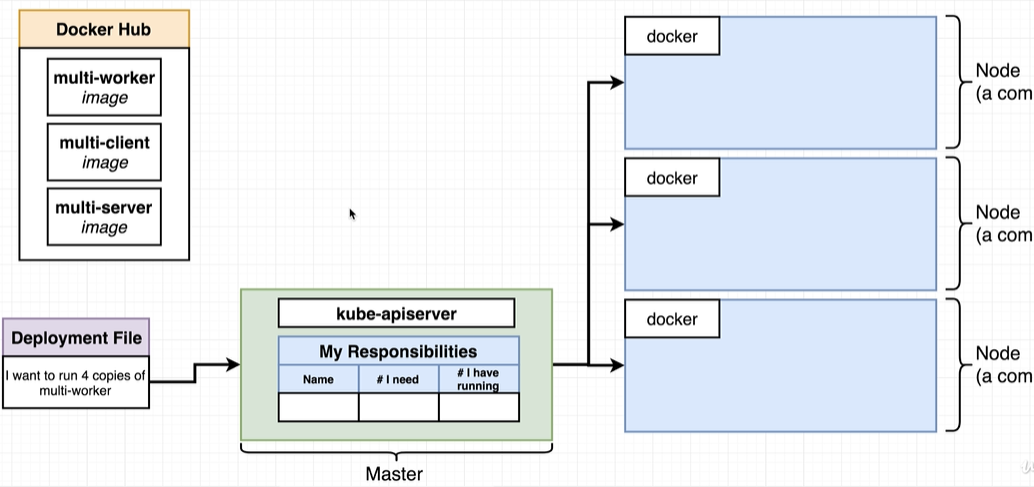 Docker Hub
multi-worker
image
multi-client
image
multi-server
image
Deployment File
I want to run 4 copies of
multi-worker
kube-apiserver
My Responsibilities
Name
# I need
# I have
running
Master
docker
Node
(a com
docker
Node
(a com
docker
Node
(a com